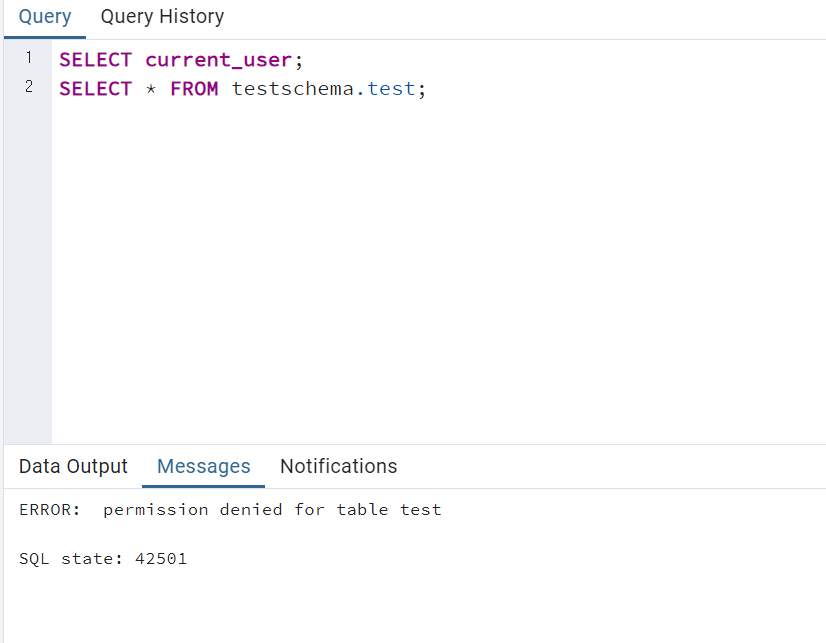 Query Query History
1 SELECT current_user;
2 SELECT * FROM testschema.test;
Data Output Messages Notifications
ERROR:  permission denied for table test
SQL state: 42501